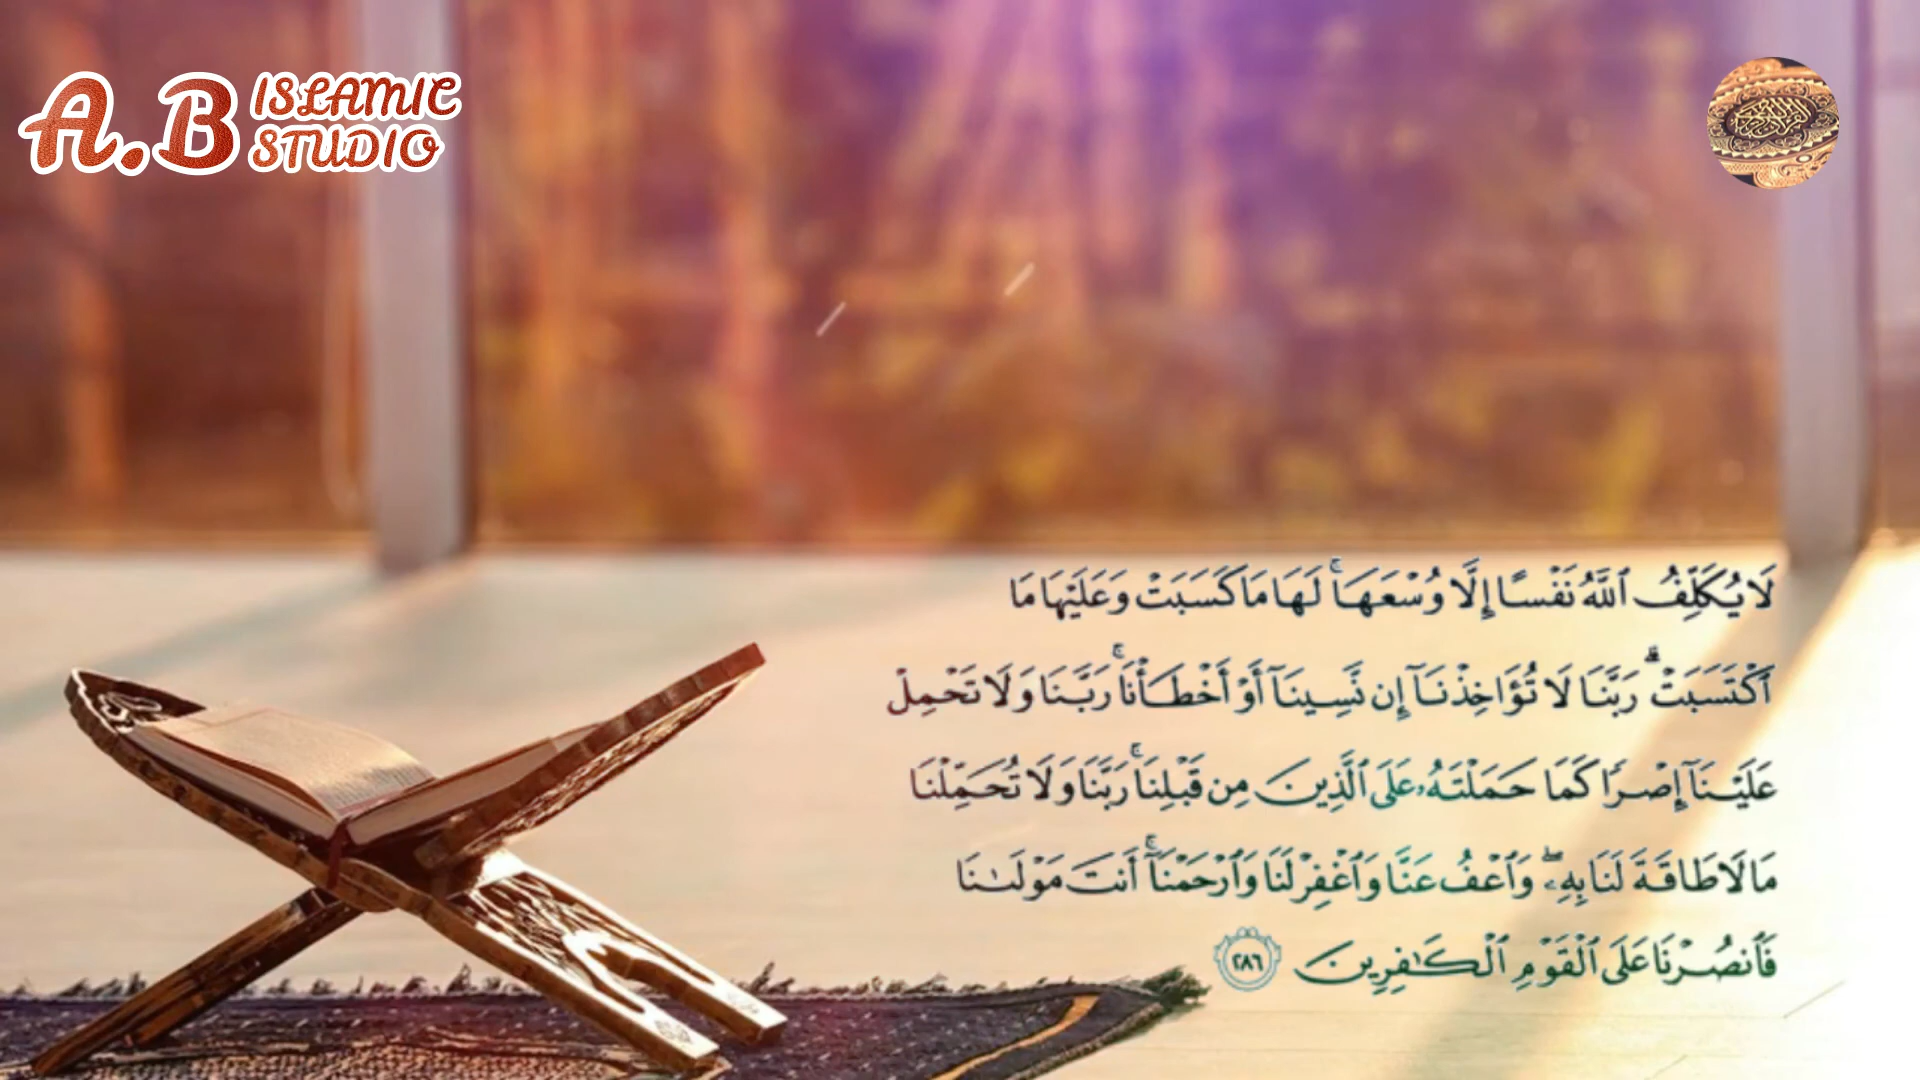 A.B ISLAMIC
STUDIO
لَا يُكَلِّفُ ٱللَّهُ نَفْسًا إِلَّا وُسْعَهَاۚ لَهَا مَا كَسَبَتْ وَعَلَيْهَا مَا
ٱكْتَسَبَتْۗ رَبَّنَا لَا تُؤَاخِذْنَآ إِن نَّسِينَآ أَوْ أَخْطَأْنَاۚ رَبَّنَا وَلَا تَحْمِلْ
عَلَيْنَآ إِصْرًا كَمَا حَمَلْتَهُۥ عَلَى ٱلَّذِينَ مِن قَبْلِنَاۚ رَبَّنَا وَلَا تُحَمِّلْنَا
مَا لَا طَاقَةَ لَنَا بِهِۦۖ وَٱعْفُ عَنَّا وَٱغْفِرْ لَنَا وَٱرْحَمْنَآۚ أَنتَ مَوْلَىٰنَا
فَٱنصُرْنَا عَلَى ٱلْقَوْمِ ٱلْكَٰفِرِينَ ٢٨٦